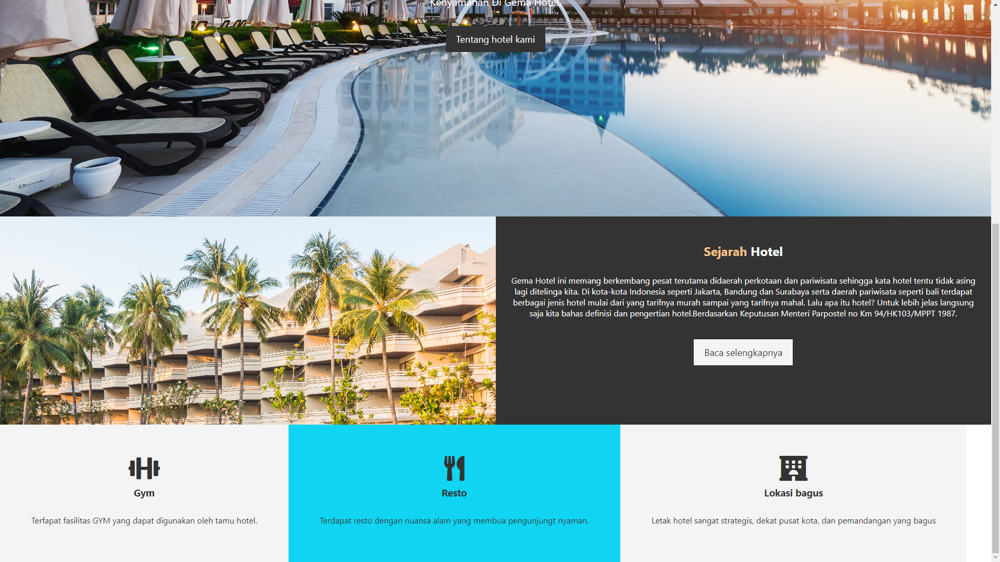 Kenyamanan Di Gema Hotel.
Tentang hotel kami
Sejarah Hotel
Gema Hotel ini memang berkembang pesat terutama didaerah perkotaan dan pariwisata sehingga kata hotel tentu tidak asing
lagi ditelinga kita. Di kota-kota Indonesia seperti Jakarta, Bandung dan Surabaya serta daerah pariwisata seperti bali terdapat
berbagai jenis hotel mulai dari yang tarifnya murah sampai yang tarifnya mahal. Lalu apa itu hotel? Untuk lebih jelas langsung
saja kita bahas definisi dan pengertian hotel.Berdasarkan Keputusan Menteri Parpostel no Km 94/HK103/MPPT 1987.
Baca selengkapnya
Gym
Terfapat fasilitas GYM yang dapat digunakan oleh tamu hotel.
Resto
Terdapat resto dengan nuansa alam yang membua pengunjungt nyaman.
Lokasi bagus
Letak hotel sangat strategis, dekat pusat kota, dan pemandangan yang bagus